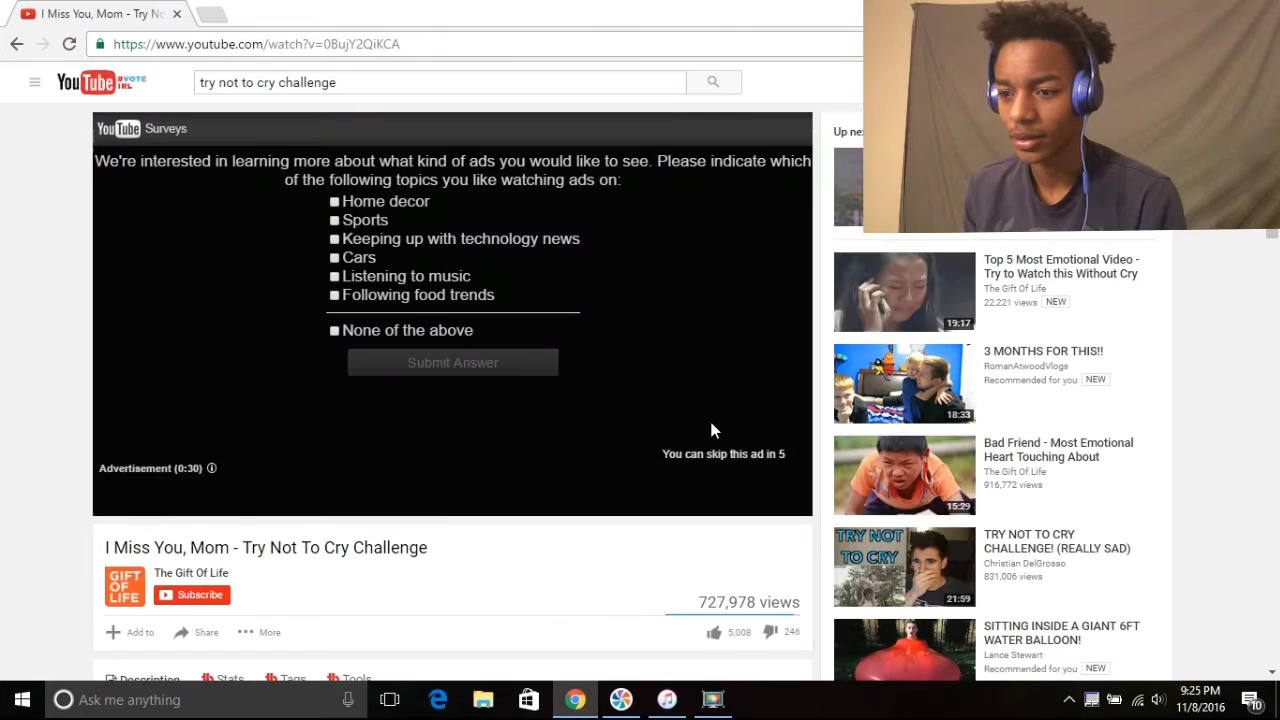 I Miss You, Mom - Try No
https://www.youtube.com/watch?v=0BujY2QiKCA
YouTube #VOTE IRL
try not to cry challenge
YouTube Surveys
We're interested in learning more about what kind of ads you would like to see. Please indicate which
of the following topics you like watching ads on:
Home decor
Sports
Keeping up with technology news
Cars
Listening to music
Following food trends
None of the above
Submit Answer
You can skip this ad in 5
Advertisement (0:30)
I Miss You, Mom - Try Not To Cry Challenge
GIFT OF LIFE
The Gift Of Life
Subscribe
727,978 views
Add to
Share
More
5,008
246
Description
Stats
Up nex
Top 5 Most Emotional Video -
Try to Watch this Without Cry
The Gift Of Life
22,221 views NEW
19:17
3 MONTHS FOR THIS!!
RomanAtwoodVlogs
Recommended for you NEW
18:33
Bad Friend - Most Emotional
Heart Touching About
The Gift Of Life
916,772 views
15:29
TRY NOT
TO CRY
TRY NOT TO CRY
CHALLENGE! (REALLY SAD)
Christian DelGrosso
831,006 views
21:59
SITTING INSIDE A GIANT 6FT
WATER BALLOON!
Lance Stewart
Recommended for you NEW
Ask me anything
9:25 PM
11/8/2016
10